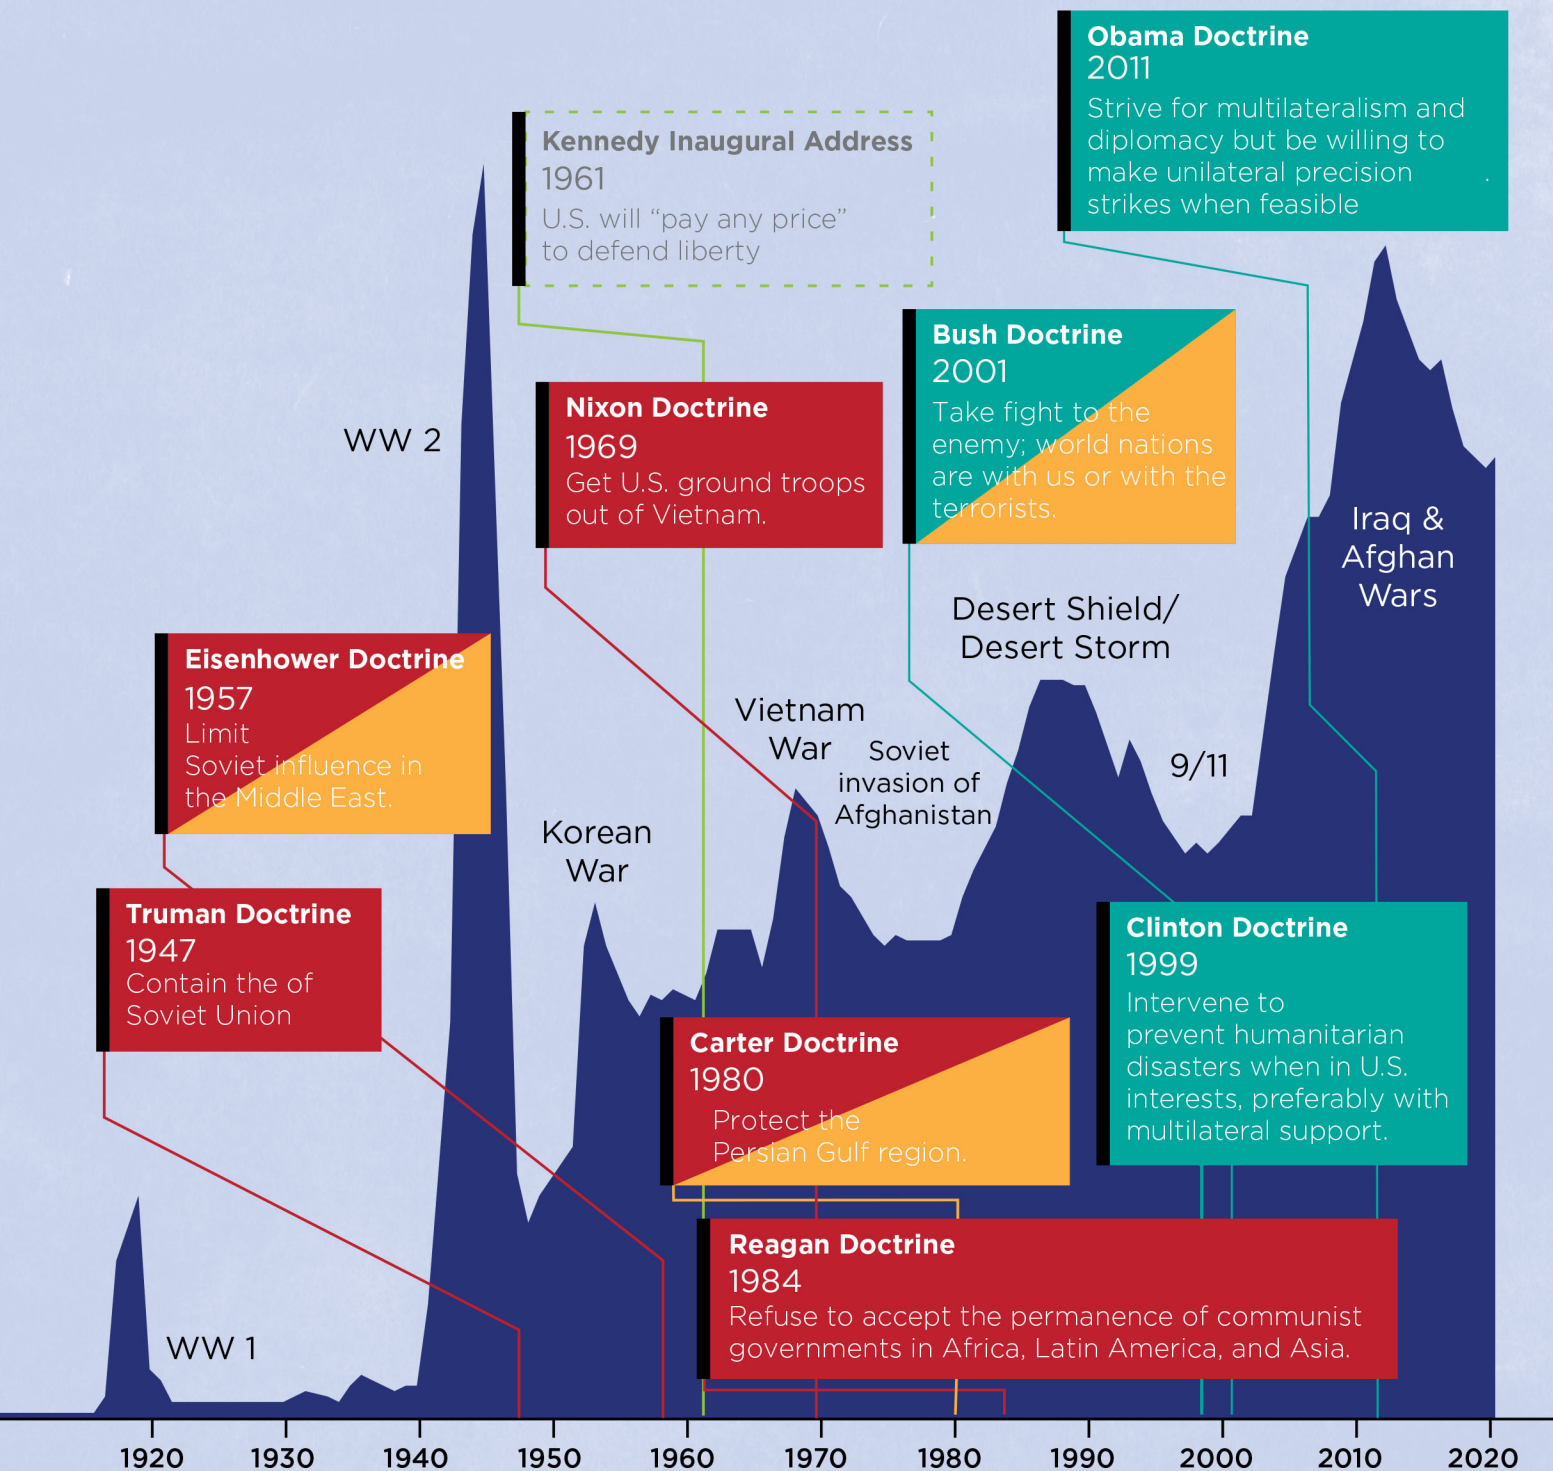 Obama Doctrine
2011
Strive for multilateralism and
diplomacy but be willing to
make unilateral precision .
strikes when feasible
Kennedy Inaugural Address
1961
U.S. will “pay any price”
to defend liberty
Bush Doctrine
2001
Take fight to the
enemy; world nations
are with us or with the
terrorists.
Nixon Doctrine
1969
Get U.S. ground troops
out of Vietnam.
WW 2
Iraq &
Afghan
Wars
Desert Shield/
Desert Storm
Eisenhower Doctrine
1957
Limit
Soviet influence in
the Middle East.
Vietnam
War
Soviet
invasion of
Afghanistan
9/11
Korean
War
Truman Doctrine
1947
Contain the of
Soviet Union
Clinton Doctrine
1999
Intervene to
prevent humanitarian
disasters when in U.S.
interests, preferably with
multilateral support.
Carter Doctrine
1980
Protect the
Persian Gulf region.
Reagan Doctrine
1984
Refuse to accept the permanence of communist
governments in Africa, Latin America, and Asia.
WW 1
1920 1930 1940 1950 1960 1970 1980 1990 2000 2010 2020